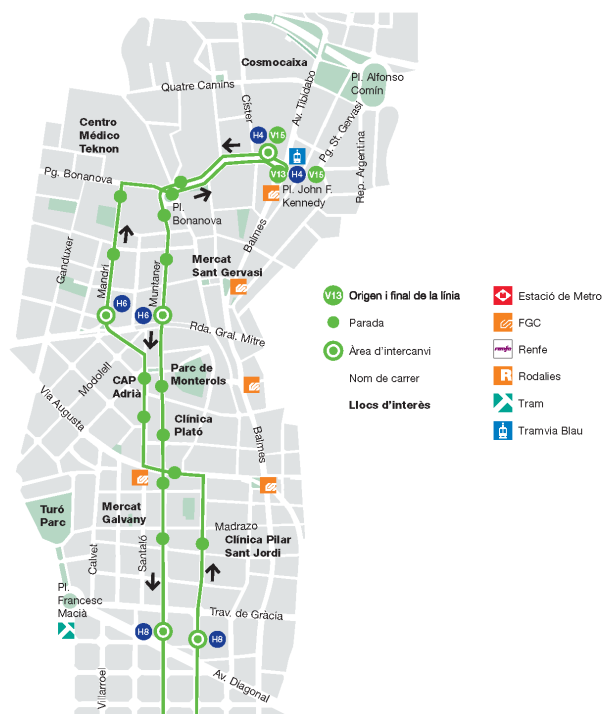 Cosmocaixa
Pl. Alfonso
Comín
Quatre Camins
Císter
Av. Tibidabo
Pg. St. Gervasi
Rep. Argentina
Centro
Médico
Teknon
H4
V15
V13
H4
V15
Pg. Bonanova
Pl. John F.
Kennedy
Pl.
Bonanova
Balmes
Ganduxer
Mandri
Muntaner
Mercat
Sant Gervasi
H6
H6
Rda. Gral. Mitre
Modolell
CAP
Adrià
Parc de
Monterols
Via Augusta
Clínica
Plató
Balmes
Turó
Parc
Mercat
Galvany
Madrazo
Clínica Pilar
Sant Jordi
Calvet
Santaló
Pl.
Francesc
Macià
Trav. de Gràcia
H8
H8
Av. Diagonal
Villarroel
V13
Origen i final de la línia
Parada
Àrea d'intercanvi
Nom de carrer
Llocs d'interès
Estació de Metro
FGC
renfe
Renfe
R
Rodalies
Tram
Tramvia Blau